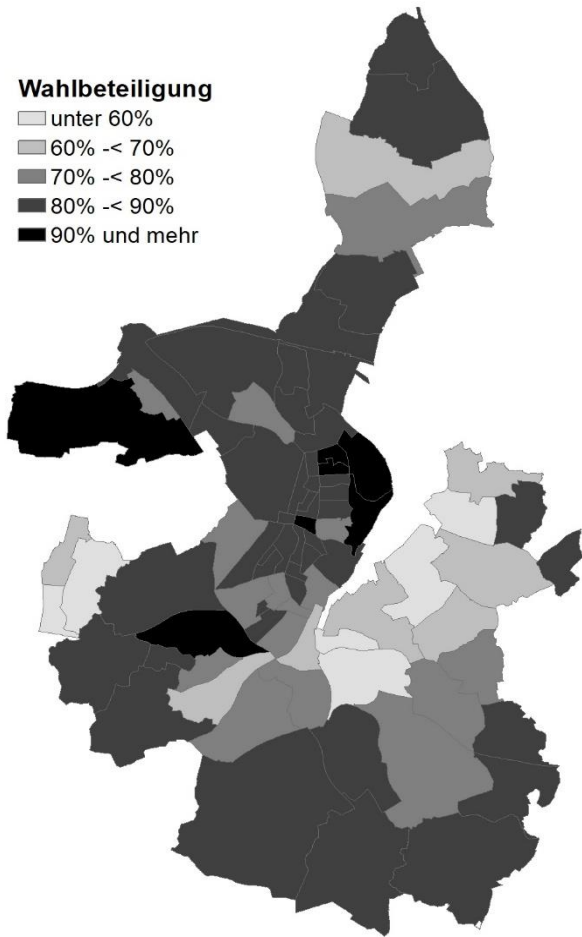 Wahlbeteiligung
unter 60%
60% -< 70%
70% -< 80%
80% -< 90%
90% und mehr